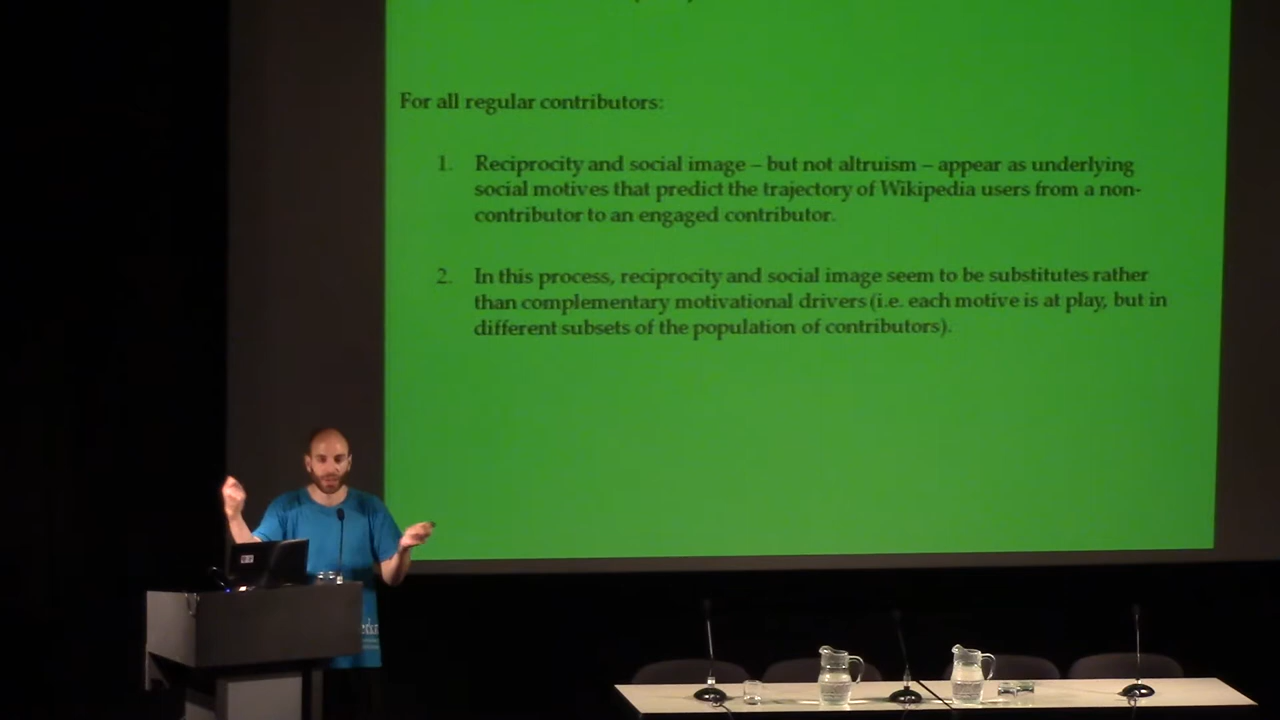 For all regular contributors:
1. Reciprocity and social image – but not altruism – appear as underlying
social motives that predict the trajectory of Wikipedia users from a non-
contributor to an engaged contributor.
2. In this process, reciprocity and social image seem to be substitutes rather
than complementary motivational drivers (i.e. each motive is at play, but in
different subsets of the population of contributors).